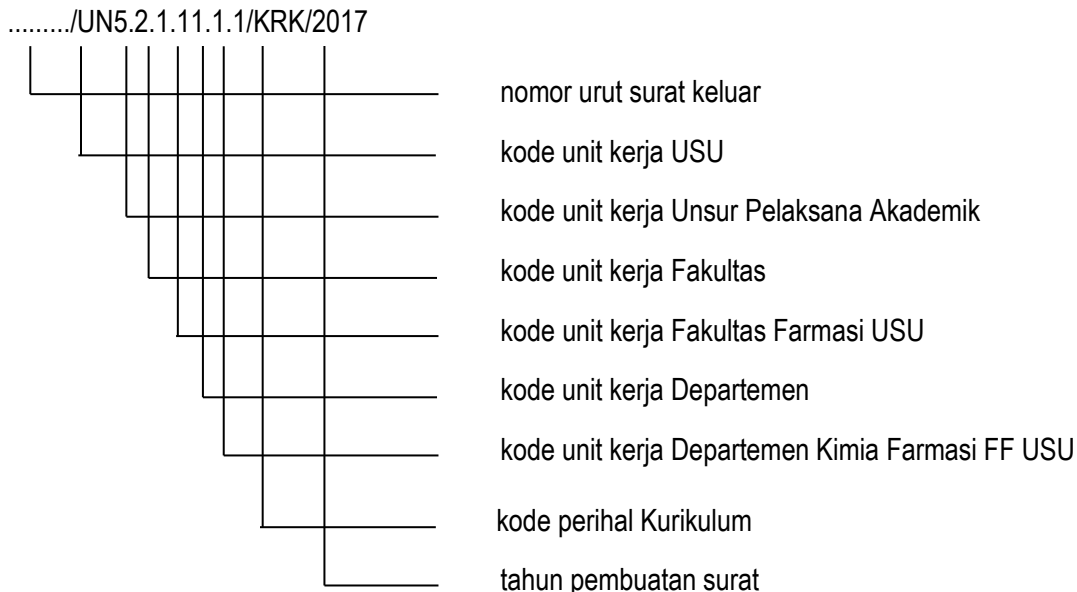 ........./UN5.2.1.11.1.1/KRK/2017
nomor urut surat keluar
kode unit kerja USU
kode unit kerja Unsur Pelaksana Akademik
kode unit kerja Fakultas
kode unit kerja Fakultas Farmasi USU
kode unit kerja Departemen
kode unit kerja Departemen Kimia Farmasi FF USU
kode perihal Kurikulum
tahun pembuatan surat